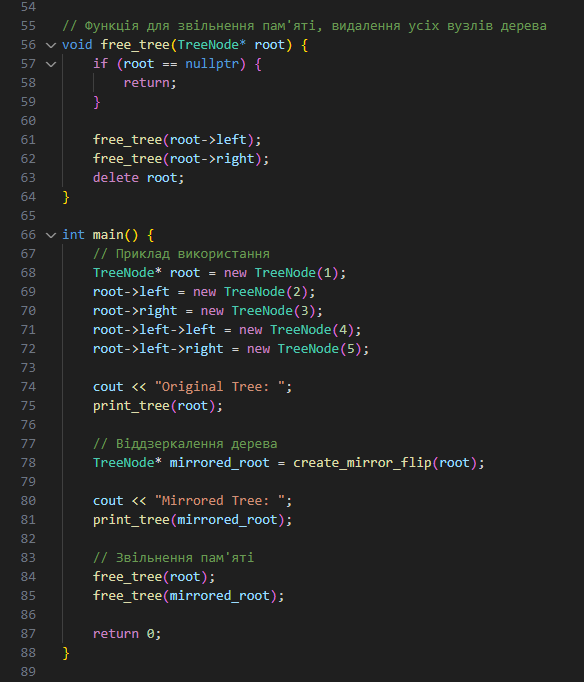 54
55 // Функція для звільнення пам'яті, видалення усіх вузлів дерева
56 void free_tree(TreeNode* root) {
57     if (root == nullptr) {
58         return;
59     }
60
61     free_tree(root->left);
62     free_tree(root->right);
63     delete root;
64 }
65
66 int main() {
67     // Приклад використання
68     TreeNode* root = new TreeNode(1);
69     root->left = new TreeNode(2);
70     root->right = new TreeNode(3);
71     root->left->left = new TreeNode(4);
72     root->left->right = new TreeNode(5);
73
74     cout << "Original Tree: ";
75     print_tree(root);
76
77     // Віддзеркалення дерева
78     TreeNode* mirrored_root = create_mirror_flip(root);
79
80     cout << "Mirrored Tree: ";
81     print_tree(mirrored_root);
82
83     // Звільнення пам'яті
84     free_tree(root);
85     free_tree(mirrored_root);
86
87     return 0;
88 }
89